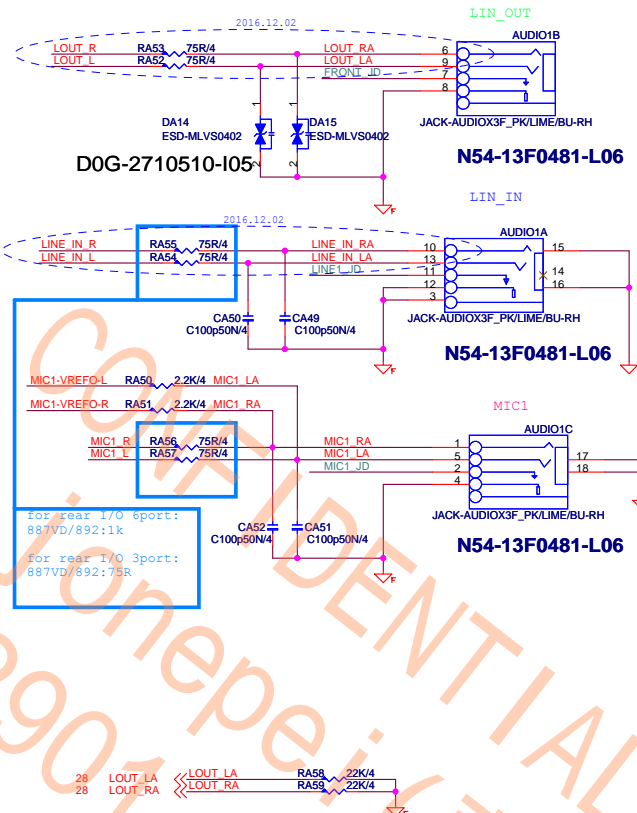 LIN_OUT
2016.12.02
AUDIO1B
LOUT_R RA53 75R/4 LOUT_RA 6
LOUT_L RA52 75R/4 LOUT_LA 9
FRONT_JD 7
8
1 1
DA14 DA15
ESD-MLVS0402 ESD-MLVS0402
2 2
JACK-AUDIOX3F_PK/LIME/BU-RH
D0G-2710510-I05
N54-13F0481-L06
F
LIN_IN
2016.12.02
AUDIO1A
LINE_IN_R RA55 75R/4 LINE_IN_RA 10 15
LINE_IN_L RA54 75R/4 LINE_IN_LA 13
LINE1_JD 11 14
12 16
3
CA50 CA49
C100p50N/4 C100p50N/4
JACK-AUDIOX3F_PK/LIME/BU-RH
N54-13F0481-L06
F
MIC1-VREFO-L RA50 2.2K/4 MIC1_LA
MIC1-VREFO-R RA51 2.2K/4 MIC1_RA
MIC1
AUDIO1C
MIC1_R RA56 75R/4 MIC1_RA 1
MIC1_L RA57 75R/4 MIC1_LA 5 17
MIC1_JD 2 18
4
JACK-AUDIOX3F_PK/LIME/BU-RH
for rear I/O 6port:
887VD/892:1k
CA52 CA51
C100p50N/4 C100p50N/4
N54-13F0481-L06
for rear I/O 3port:
887VD/892:75R
F
CONFIDENTIAL
jonepei(
8901
28 LOUT_LA LOUT_LA RA58 22K/4
28 LOUT_RA LOUT_RA RA59 22K/4
F